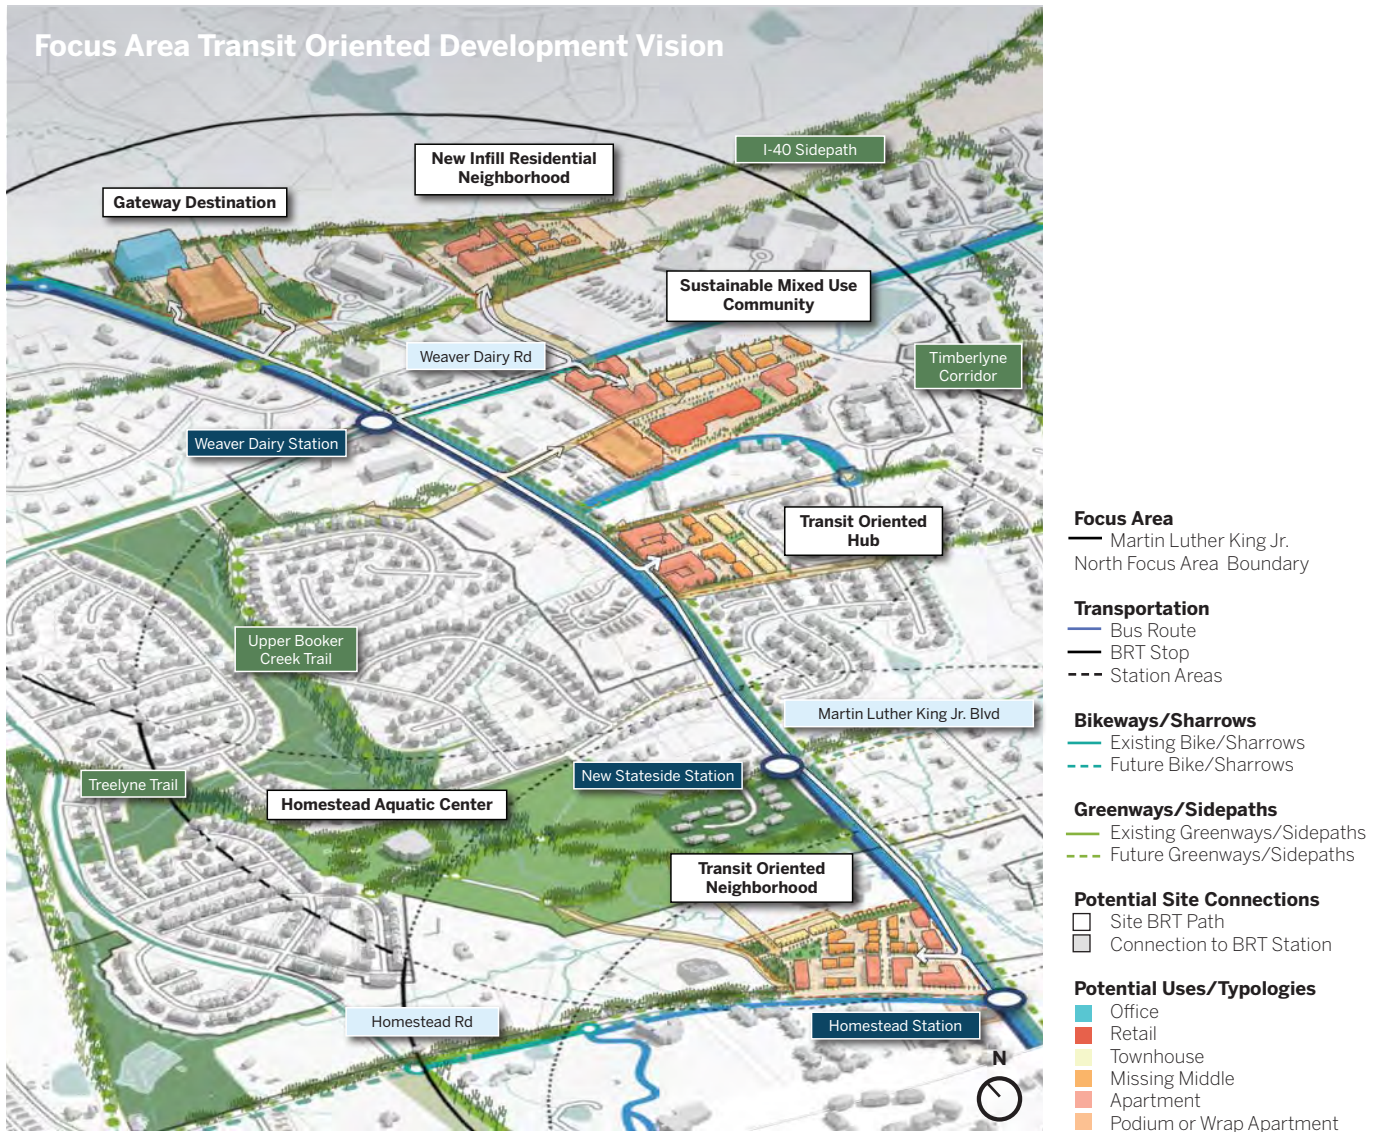 Focus Area Transit Oriented Development Vision
New Infill Residential
Neighborhood
I-40 Sidepath
Gateway Destination
Sustainable Mixed Use
Community
Weaver Dairy Rd
Timberlyne
Corridor
Weaver Dairy Station
Transit Oriented
Hub
Upper Booker
Creek Trail
Martin Luther King Jr. Blvd
New Stateside Station
Treelyne Trail
Homestead Aquatic Center
Transit Oriented
Neighborhood
Homestead Rd
Homestead Station
N
Focus Area
Martin Luther King Jr.
North Focus Area Boundary
Transportation
Bus Route
BRT Stop
Station Areas
Bikeways/Sharrows
Existing Bike/Sharrows
Future Bike/Sharrows
Greenways/Sidepaths
Existing Greenways/Sidepaths
Future Greenways/Sidepaths
Potential Site Connections
Site BRT Path
Connection to BRT Station
Potential Uses/Typologies
Office
Retail
Townhouse
Missing Middle
Apartment
Podium or Wrap Apartment